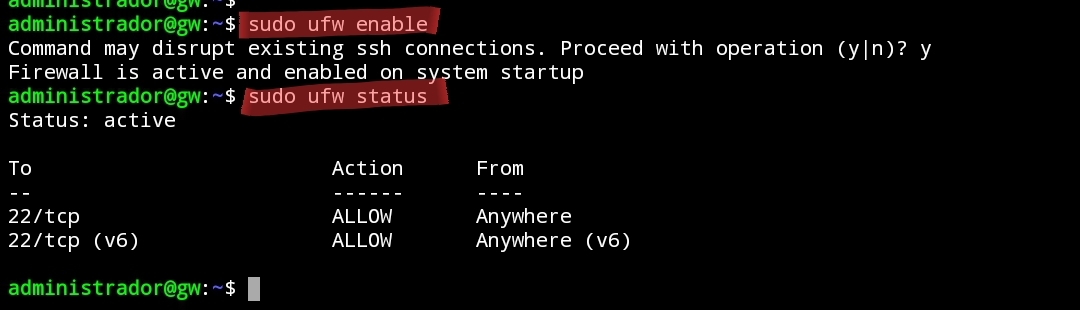 administrador@gw:~$
administrador@gw:~$ sudo ufw enable
Command may disrupt existing ssh connections. Proceed with operation (y|n)? y
Firewall is active and enabled on system startup
administrador@gw:~$ sudo ufw status
Status: active
To Action From
-- ------ ----
22/tcp ALLOW Anywhere
22/tcp (v6) ALLOW Anywhere (v6)
administrador@gw:~$